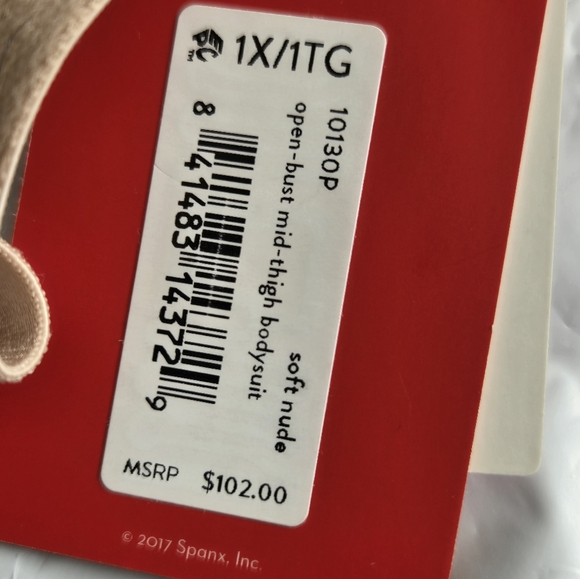 EPC™ 1X/1TG
10130P
open-bust mid-thigh bodysuit
soft nude
8 41483 14372 9
MSRP $102.00
© 2017 Spanx, Inc.